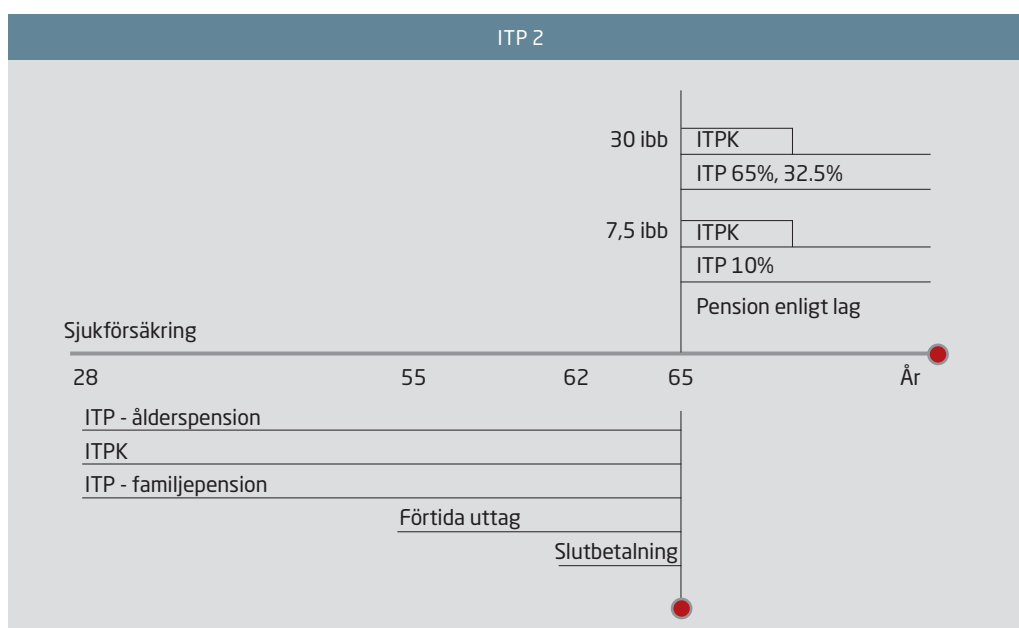 ITP 2
30 ibb ITPK
ITP 65%, 32.5%
7,5 ibb ITPK
ITP 10%
Pension enligt lag
Sjukförsäkring
28 55 62 65 År
ITP - ålderspension
ITPK
ITP - familjepension
Förtida uttag
Slutbetalning